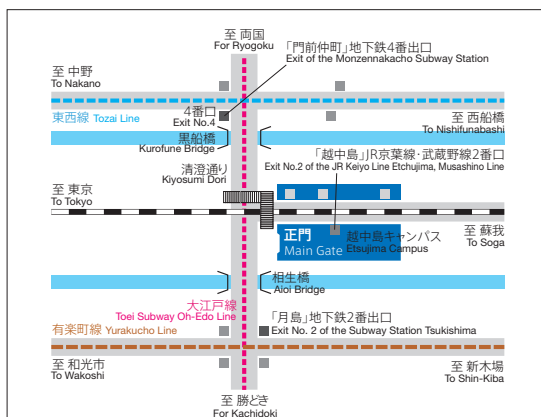 至 両国
For Ryogoku
「門前仲町」地下鉄4番出口
Exit of the Monzennakacho Subway Station
至 中野
To Nakano
4番口
Exit No.4
東西線 Tozai Line
至 西船橋
To Nishifunabashi
黒船橋
Kurofune Bridge
「越中島」JR京葉線・武蔵野線2番口
Exit No.2 of the JR Keiyo Line Etchujima, Musashino Line
清澄通り
Kiyosumi Dori
至 東京
To Tokyo
正門
Main Gate
越中島キャンパス
Etsujima Campus
至 蘇我
To Soga
相生橋
Aloi Bridge
大江戸線
Toei Subway Oh-Edo Line
「月島」地下鉄2番出口
Exit No. 2 of the Subway Station Tsukishima
有楽町線 Yurakucho Line
至 和光市
To Wakoshi
至 新木場
To Shin-Kiba
至 勝どき
For Kachidoki